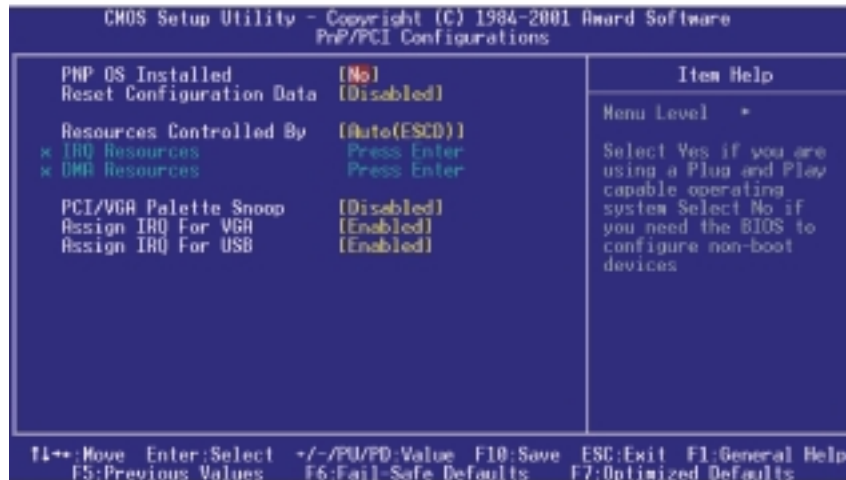 CMOS Setup Utility - Copyright (C) 1984-2001 Award Software
PnP/PCI Configurations
PNP OS Installed [No]
Reset Configuration Data [Disabled]
Resources Controlled By [Auto(ESCD)]
x IRQ Resources Press Enter
x DMA Resources Press Enter
PCI/VGA Palette Snoop [Disabled]
Assign IRQ For VGA [Enabled]
Assign IRQ For USB [Enabled]
Item Help
Menu Level ►
Select Yes if you are
using a Plug and Play
capable operating
system Select No if
you need the BIOS to
configure non-boot
devices
↑↓→←:Move Enter:Select +/-/PU/PD:Value F10:Save ESC:Exit F1:General Help
F5:Previous Values F6:Fail-Safe Defaults F7:Optimized Defaults